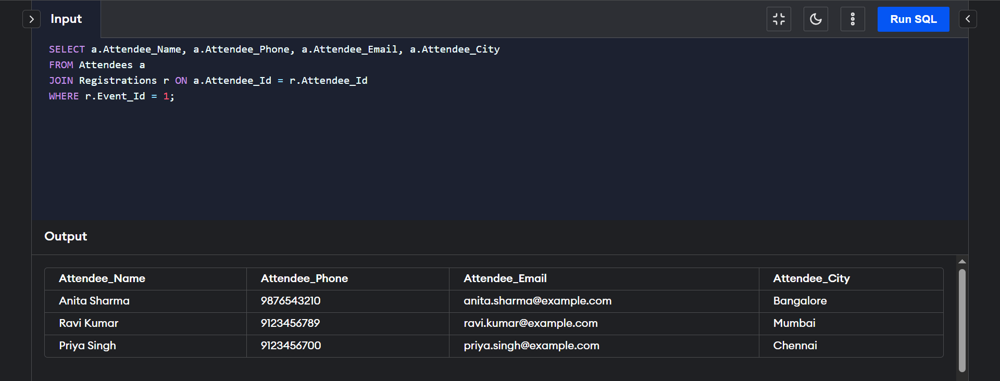 Input
Run SQL
SELECT a.Attendee_Name, a.Attendee_Phone, a.Attendee_Email, a.Attendee_City
FROM Attendees a
JOIN Registrations r ON a.Attendee_Id = r.Attendee_Id
WHERE r.Event_Id = 1;
Output
Attendee_Name Attendee_Phone Attendee_Email Attendee_City
Anita Sharma 9876543210 anita.sharma@example.com Bangalore
Ravi Kumar 9123456789 ravi.kumar@example.com Mumbai
Priya Singh 9123456700 priya.singh@example.com Chennai